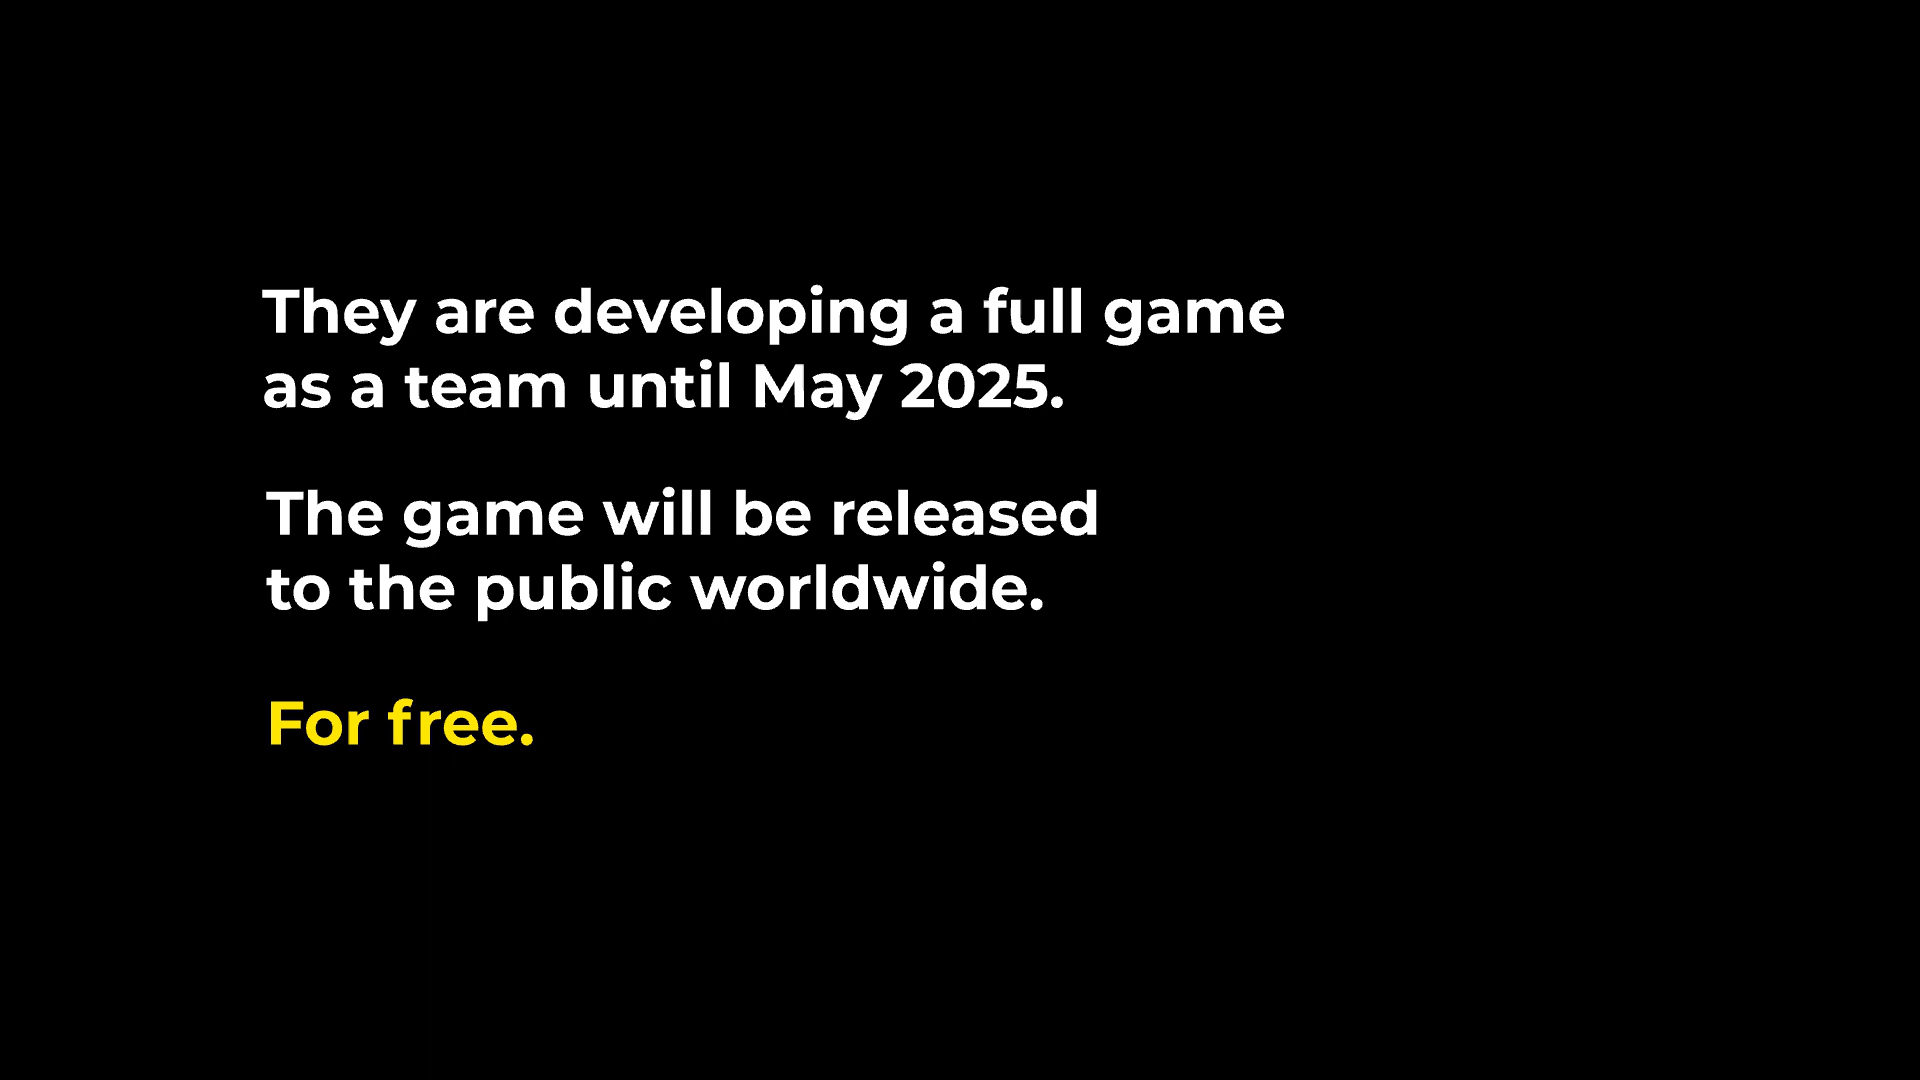 They are developing a full game
as a team until May 2025.
The game will be released
to the public worldwide.
For free.